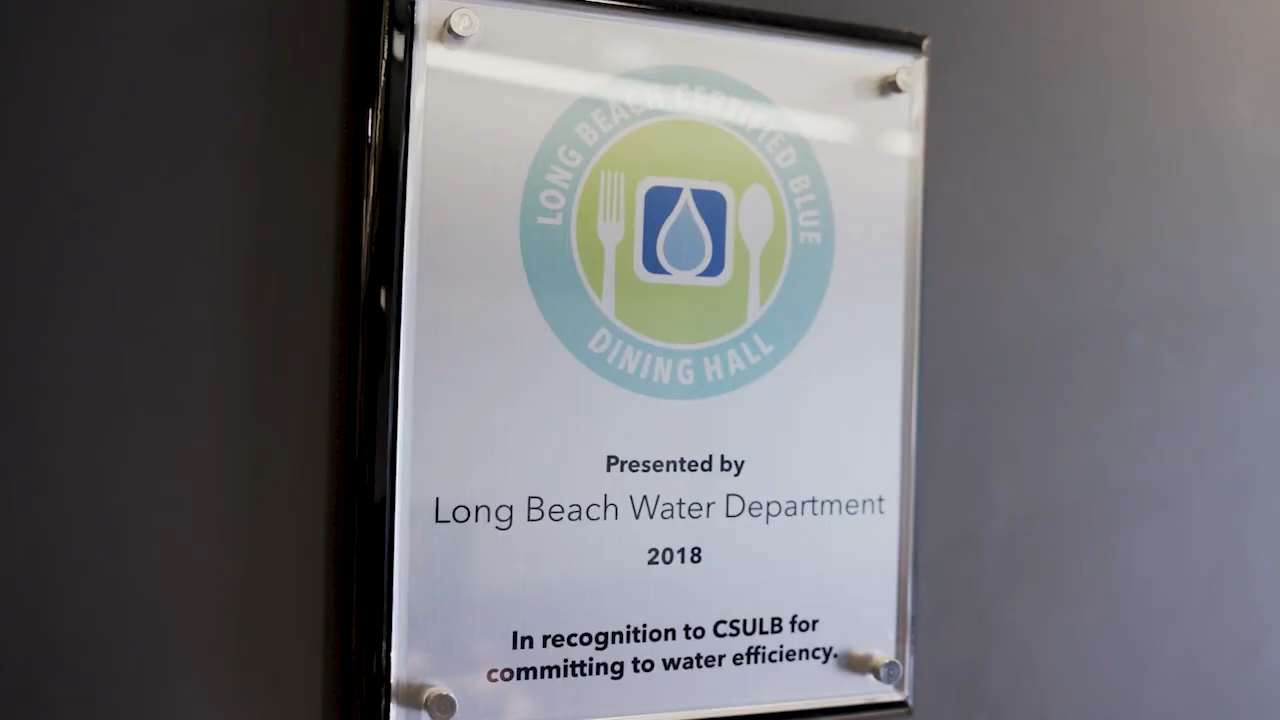 LONG BEACH CERTIFIED BLUE
DINING HALL
Presented by
Long Beach Water Department
2018
In recognition to CSULB for
committing to water efficiency.